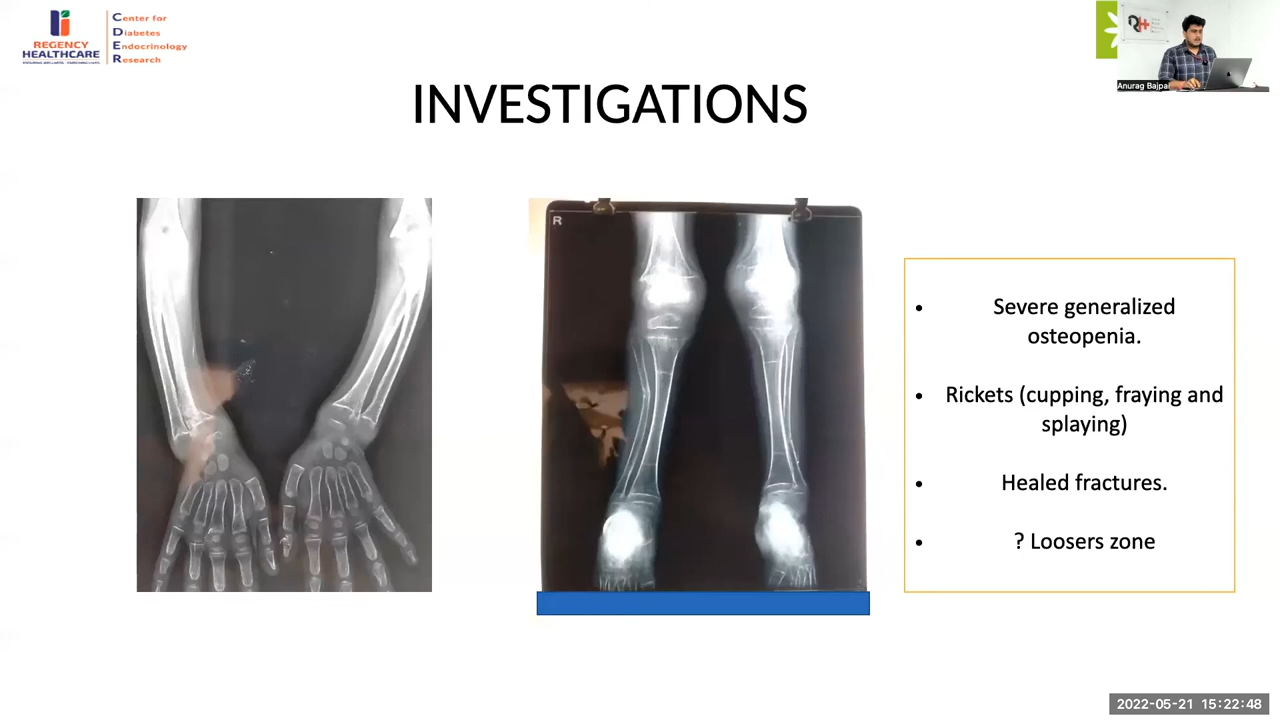 REGENCY
HEALTHCARE
Center for
Diabetes
Endocrinology
Research
Anurag Bajpai
INVESTIGATIONS
R
• Severe generalized
osteopenia.
• Rickets (cupping, fraying and
splaying)
• Healed fractures.
• ? Loosers zone
2022-05-21 15:22:48